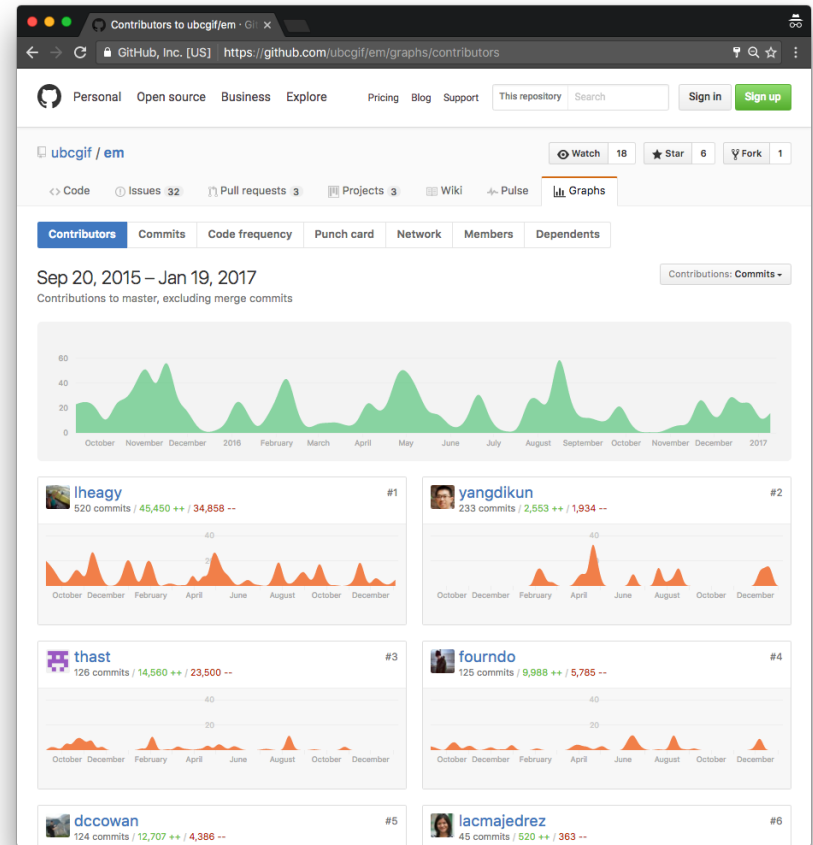 Contributors to ubcgif/em · Git
GitHub, Inc. [US] https://github.com/ubcgif/em/graphs/contributors
Personal Open source Business Explore Pricing Blog Support This repository Search Sign in Sign up
ubcgif / em Watch 18 Star 6 Fork 1
Code Issues 32 Pull requests 3 Projects 3 Wiki Pulse Graphs
Contributors Commits Code frequency Punch card Network Members Dependents
Sep 20, 2015 – Jan 19, 2017 Contributions: Commits
Contributions to master, excluding merge commits
60
40
20
0
October November December 2016 February March April May June July August September October November December 2017
lheagy #1 yangdikun #2
520 commits / 45,450 ++ / 34,858 -- 233 commits / 2,553 ++ / 1,934 --
40 40
2
October December February April June August October December October December February April June August October December
thast #3 fourndo #4
126 commits / 14,560 ++ / 23,500 -- 125 commits / 9,988 ++ / 5,785 --
40 40
20 20
October December February April June August October December October December February April June August October December
dccowan #5 lacmajedrez #6
124 commits / 12,707 ++ / 4,386 -- 45 commits / 520 ++ / 363 --